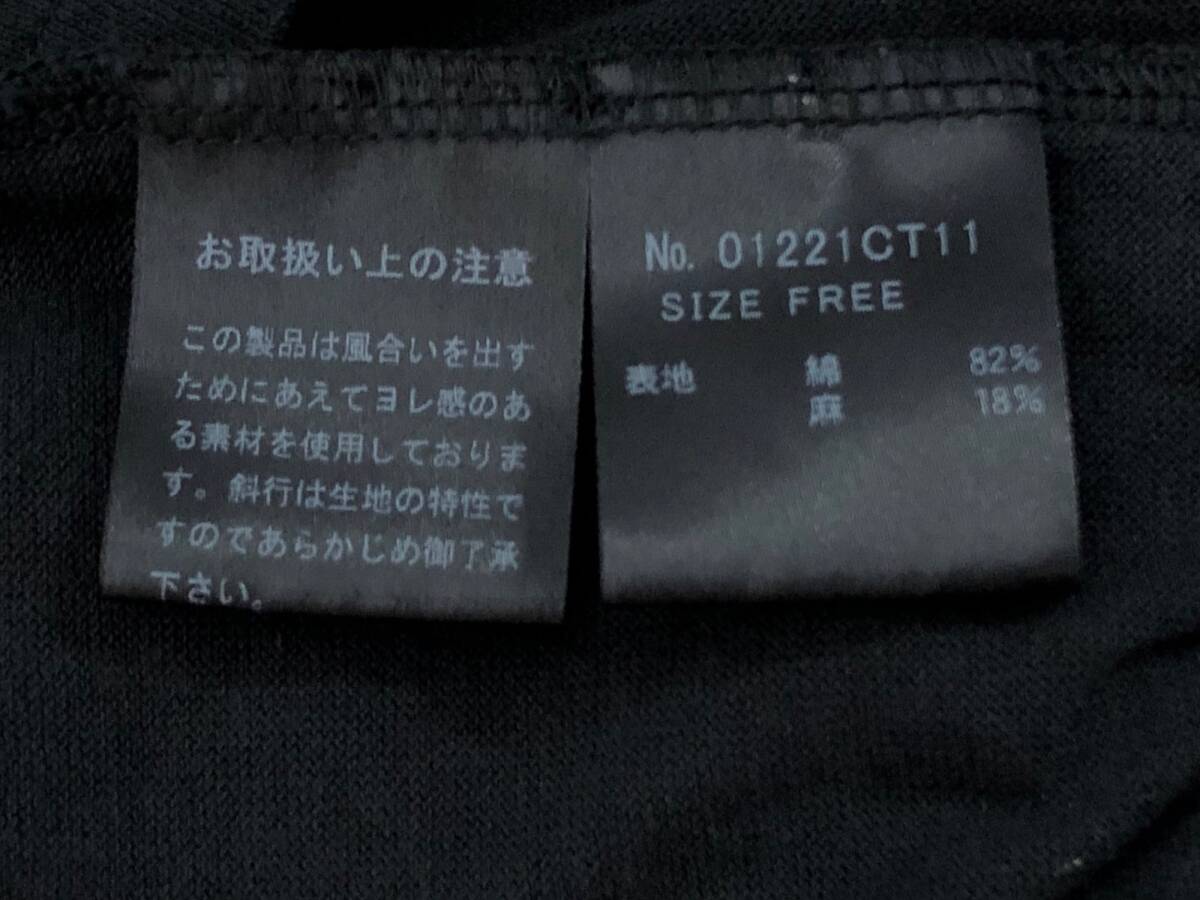 お取扱い上の注意
この製品は風合いを出す
ためにあえてヨレ感のあ
る素材を使用しておりま
す。斜行は生地の特性で
すのであらかじめ御了承
下さい。
No. 01221CT11
SIZE FREE
表地 綿 82%
麻 18%